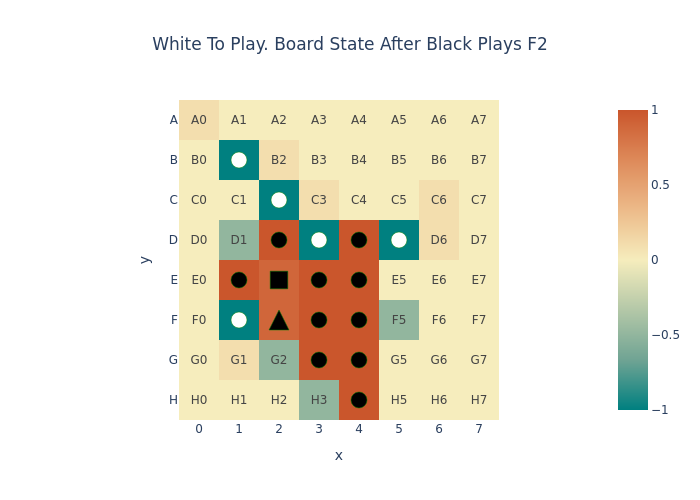 White To Play. Board State After Black Plays F2
A A0 A1 A2 A3 A4 A5 A6 A7
B B0 B2 B3 B4 B5 B6 B7
C C0 C1 C3 C4 C5 C6 C7
D D0 D1 D6 D7
E E0 E5 E6 E7
F F0 F5 F6 F7
G G0 G1 G2 G5 G6 G7
H H0 H1 H2 H3 H5 H6 H7
0 1 2 3 4 5 6 7
x
y
1
0.5
0
−0.5
−1